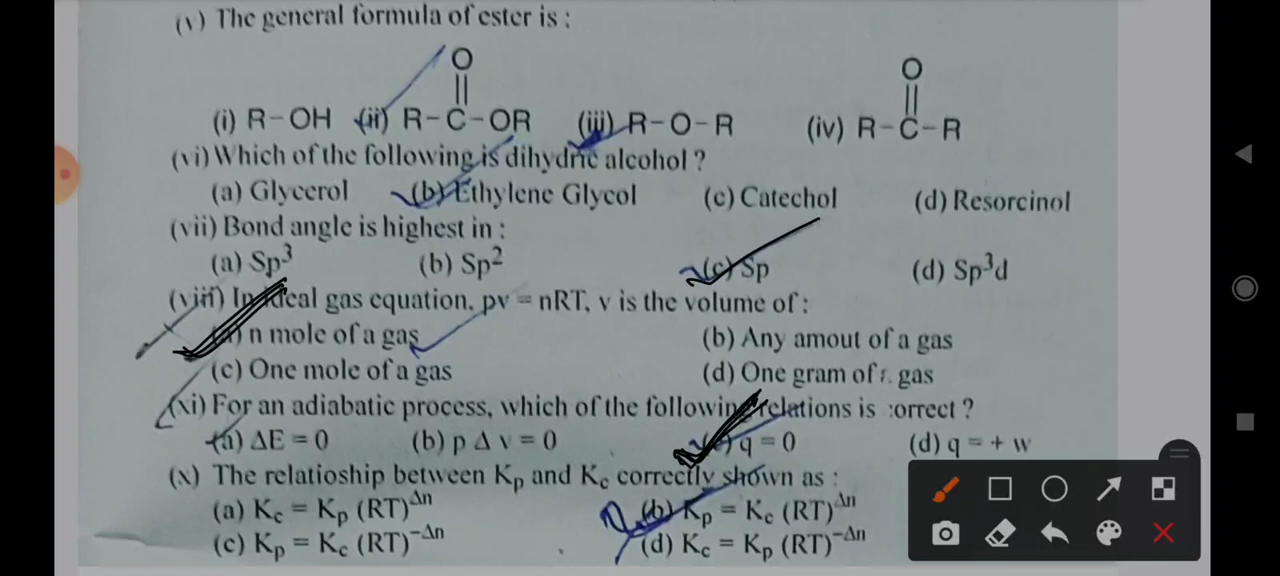 (v) The general formula of ester is :
O
O
(i) R-OH (ii) R-C-OR (iii) R-O-R (iv) R-C-R
(vi) Which of the following is dihydric alcohol ?
(a) Glycerol (b) Ethylene Glycol (c) Catechol (d) Resorcinol
(vii) Bond angle is highest in :
(a) Sp³ (b) Sp² (c) Sp (d) Sp³d
(viii) In ideal gas equation, pv = nRT, v is the volume of :
n mole of a gas (b) Any amout of a gas
(c) One mole of a gas (d) One gram of gas
(xi) For an adiabatic process, which of the following relations is :orrect ?
(a) ΔE = 0 (b) p Δ v = 0 q = 0 (d) q = + w
(x) The relatioship between Kp and Kc correctly shown as :
(a) Kc = Kp (RT)^Δn (b) Kp = Kc (RT)^Δn
(c) Kp = Kc (RT)^-Δn (d) Kc = Kp (RT)^-Δn